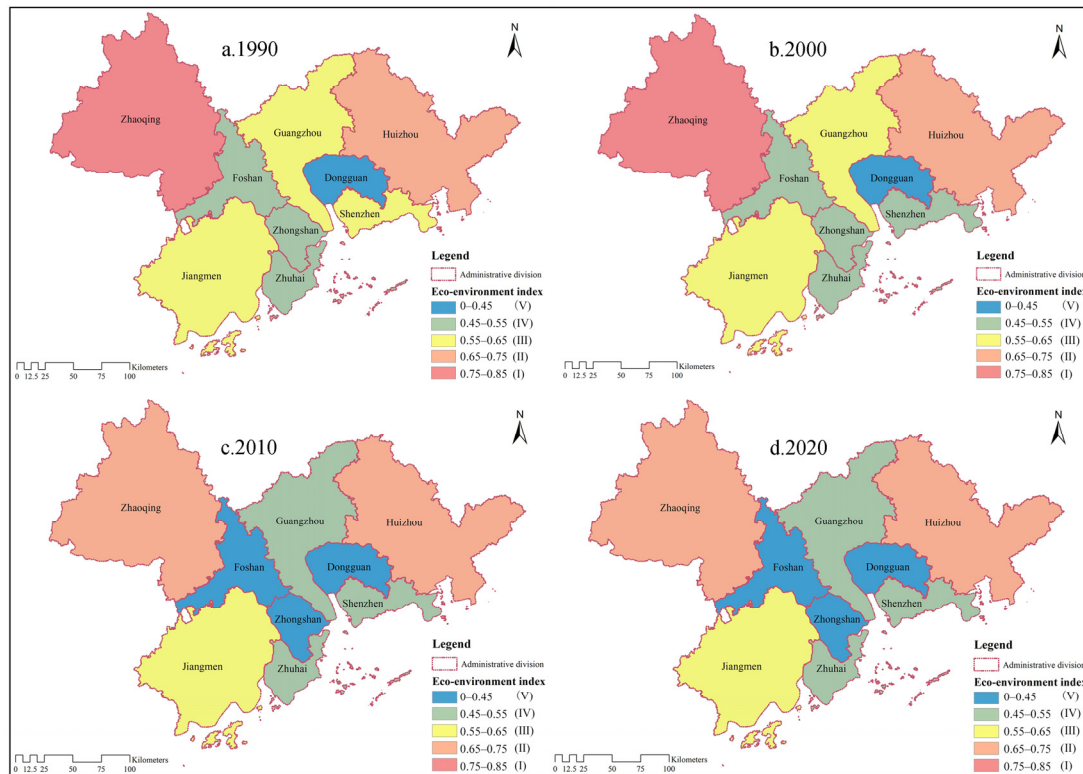 a.1990
N
Zhaoqing
Guangzhou
Huizhou
Foshan
Dongguan
Shenzhen
Zhongshan
Jiangmen
Zhuhai
Legend
Administrative division
Eco-environment index
0–0.45 (V)
0.45–0.55 (IV)
0.55–0.65 (III)
0.65–0.75 (II)
0.75–0.85 (I)
Kilometers
0 12.5 25 50 75 100
b.2000
N
Zhaoqing
Guangzhou
Huizhou
Foshan
Dongguan
Shenzhen
Zhongshan
Jiangmen
Zhuhai
Legend
Administrative division
Eco-environment index
0–0.45 (V)
0.45–0.55 (IV)
0.55–0.65 (III)
0.65–0.75 (II)
0.75–0.85 (I)
Kilometers
0 12.5 25 50 75 100
c.2010
N
Zhaoqing
Guangzhou
Huizhou
Foshan
Dongguan
Shenzhen
Zhongshan
Jiangmen
Zhuhai
Legend
Administrative division
Eco-environment index
0–0.45 (V)
0.45–0.55 (IV)
0.55–0.65 (III)
0.65–0.75 (II)
0.75–0.85 (I)
Kilometers
0 12.5 25 50 75 100
d.2020
N
Zhaoqing
Guangzhou
Huizhou
Foshan
Dongguan
Shenzhen
Zhongshan
Jiangmen
Zhuhai
Legend
Administrative division
Eco-environment index
0–0.45 (V)
0.45–0.55 (IV)
0.55–0.65 (III)
0.65–0.75 (II)
0.75–0.85 (I)
Kilometers
0 12.5 25 50 75 100